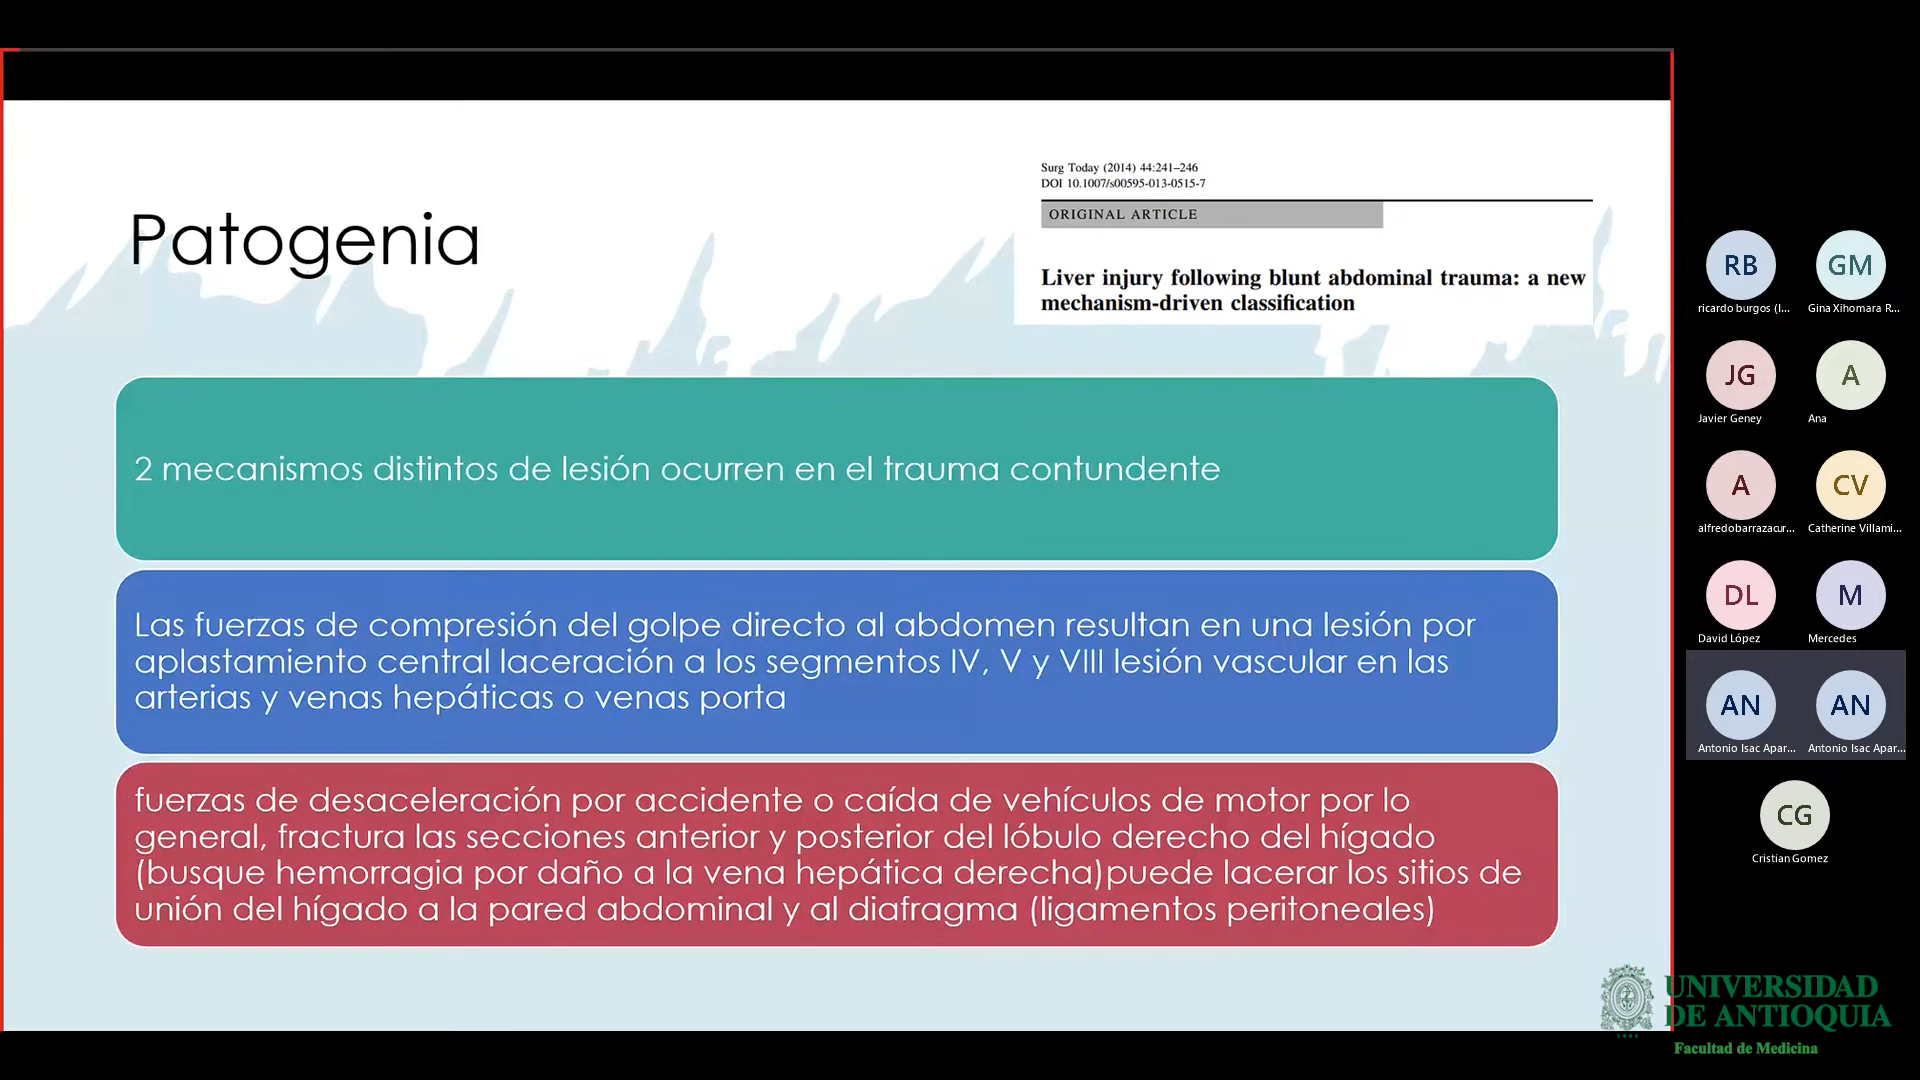 Surg Today (2014) 44:241–246
DOI 10.1007/s00595-013-0515-7
ORIGINAL ARTICLE
Liver injury following blunt abdominal trauma: a new
mechanism-driven classification
Patogenia
2 mecanismos distintos de lesión ocurren en el trauma contundente
Las fuerzas de compresión del golpe directo al abdomen resultan en una lesión por
aplastamiento central laceración a los segmentos IV, V y VIII lesión vascular en las
arterias y venas hepáticas o venas porta
fuerzas de desaceleración por accidente o caída de vehículos de motor por lo
general, fractura las secciones anterior y posterior del lóbulo derecho del hígado
(busque hemorragia por daño a la vena hepática derecha)puede lacerar los sitios de
unión del hígado a la pared abdominal y al diafragma (ligamentos peritoneales)
RB GM
ricardo burgos (I... Gina Xihomara R...
JG A
Javier Geney Ana
A CV
alfredobarrazacur... Catherine Villami...
DL M
David López Mercedes
AN AN
Antonio Isac Apar... Antonio Isac Apar...
CG
Cristian Gomez
UNIVERSIDAD
DE ANTIOQUIA
Facultad de Medicina